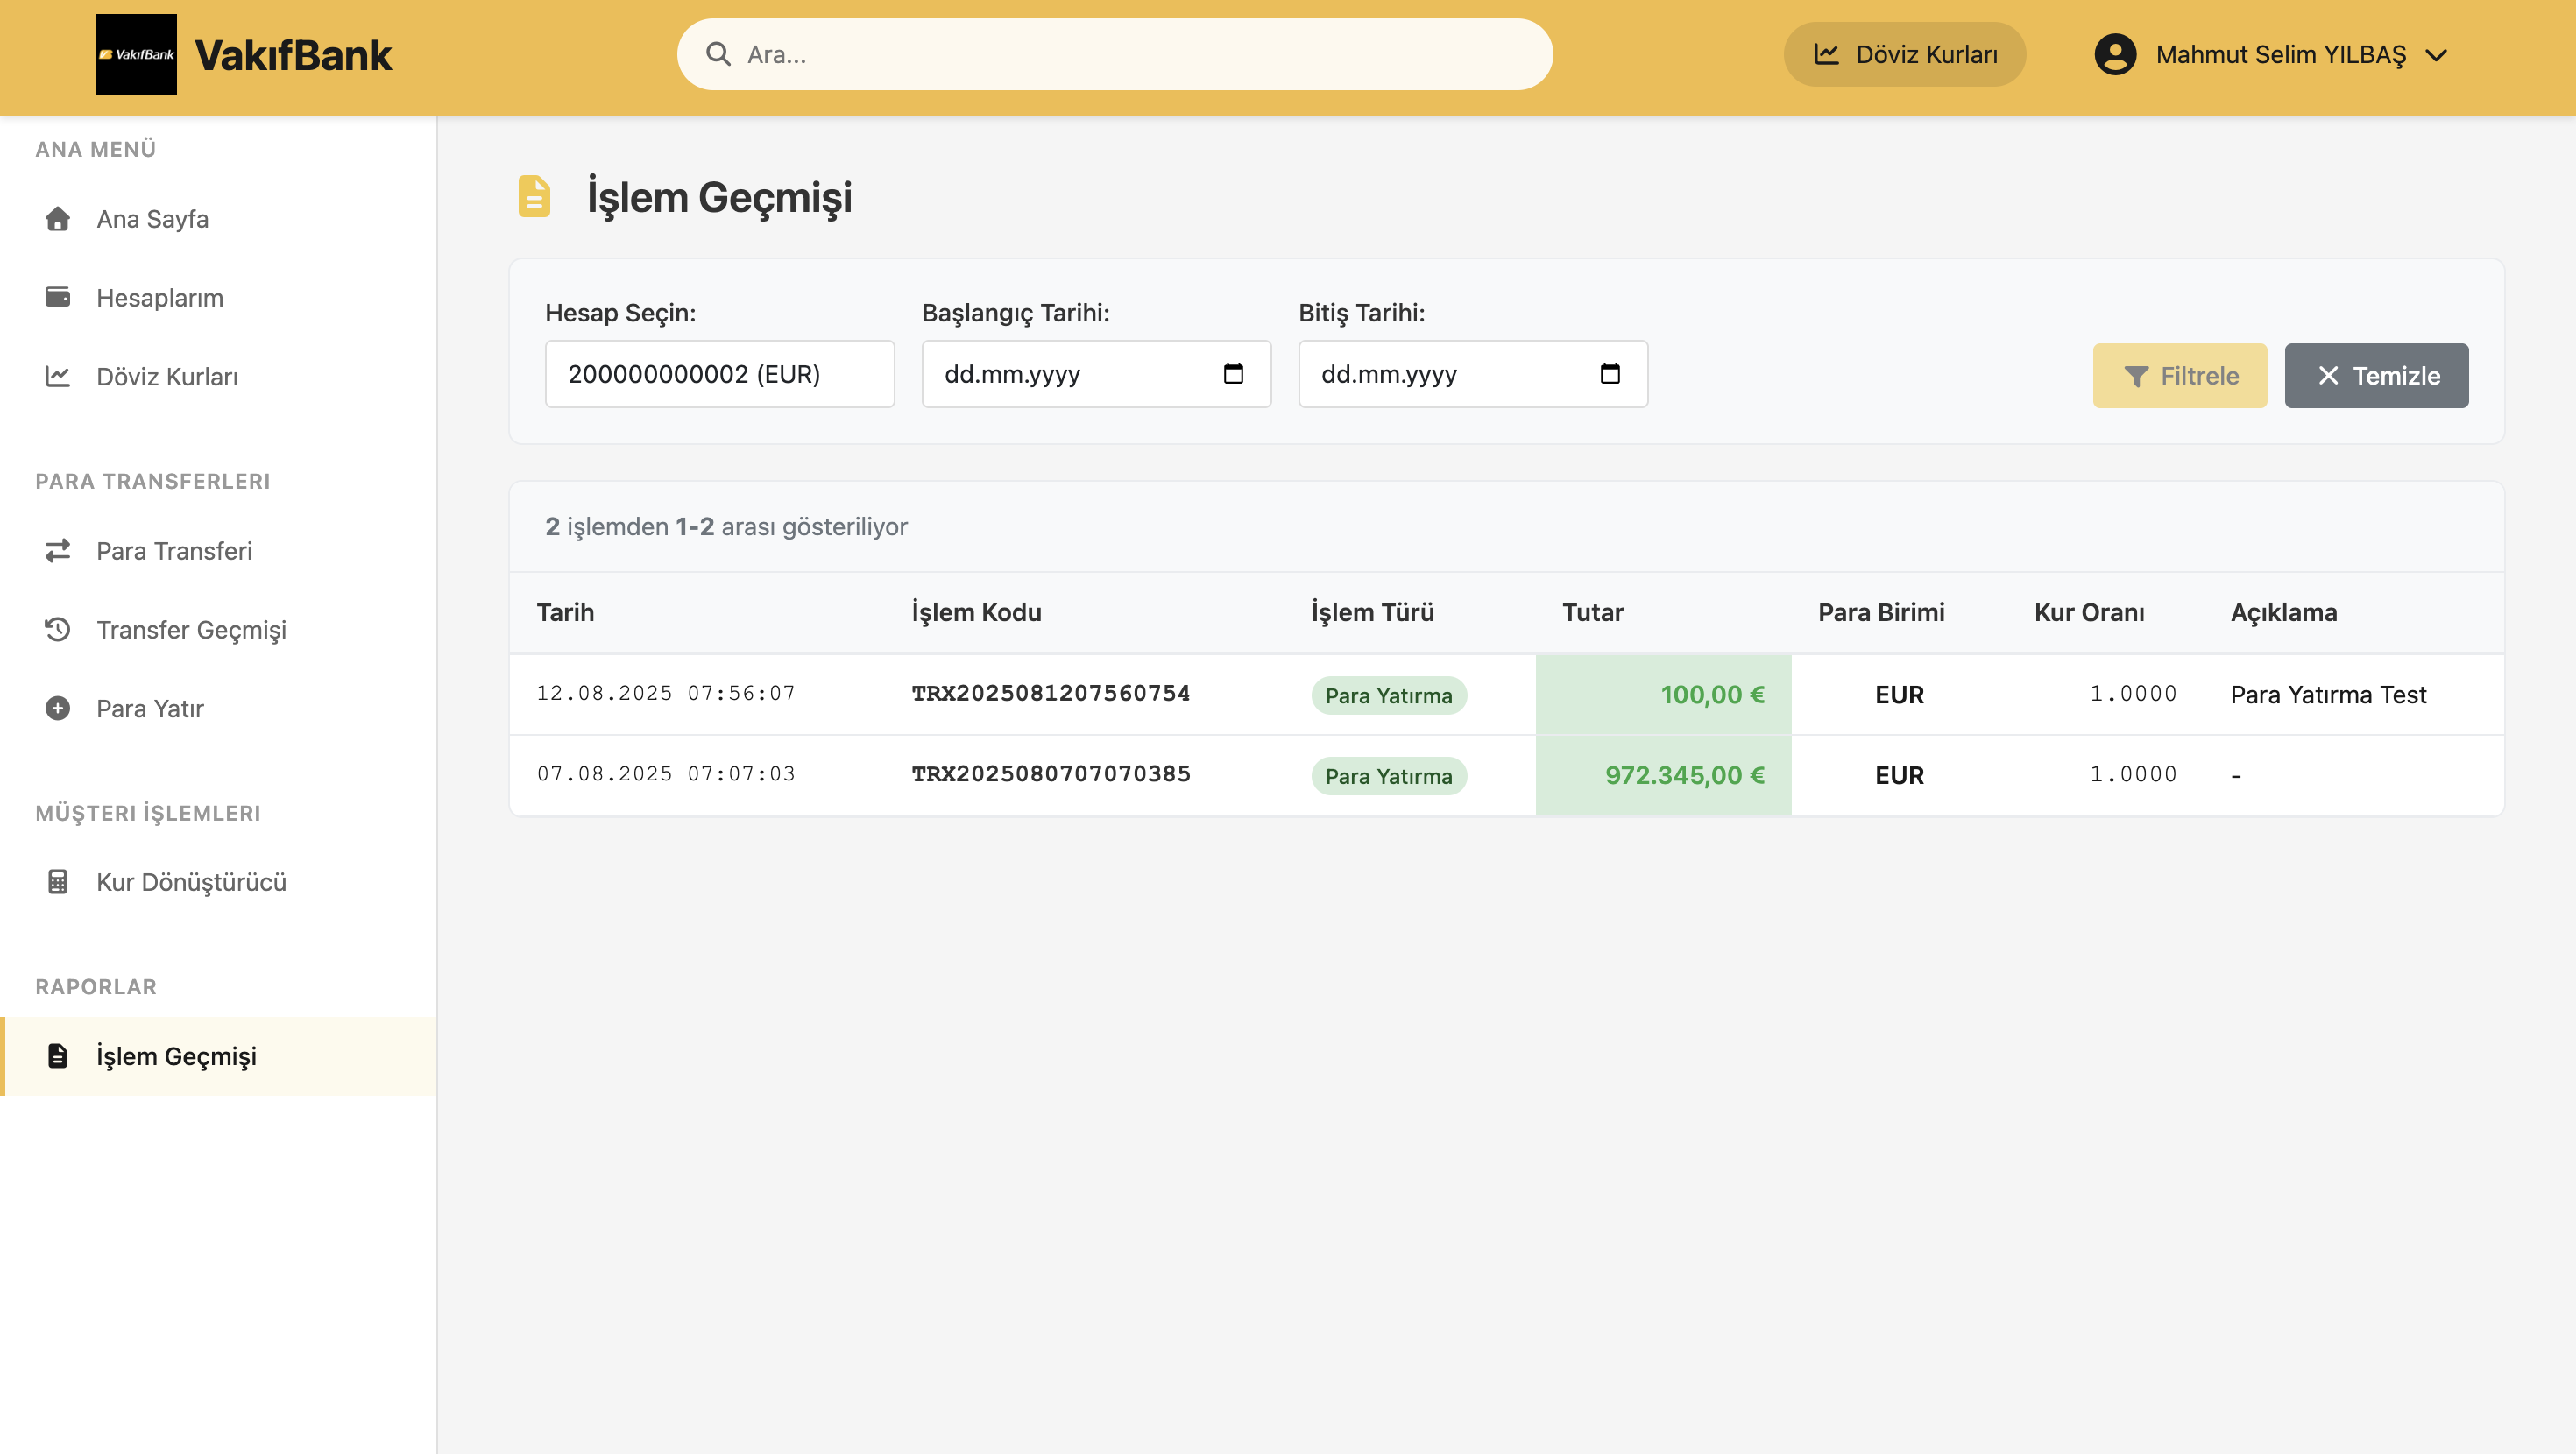 VakıfBank VakıfBank
Ara...
Döviz Kurları
Mahmut Selim YILBAŞ
ANA MENÜ
Ana Sayfa
Hesaplarım
Döviz Kurları
PARA TRANSFERLERI
Para Transferi
Transfer Geçmişi
Para Yatır
MÜŞTERI İŞLEMLERI
Kur Dönüştürücü
RAPORLAR
İşlem Geçmişi
İşlem Geçmişi
Hesap Seçin: Başlangıç Tarihi: Bitiş Tarihi:
200000000002 (EUR) dd.mm.yyyy dd.mm.yyyy Filtrele Temizle
2 işlemden 1-2 arası gösteriliyor
Tarih İşlem Kodu İşlem Türü Tutar Para Birimi Kur Oranı Açıklama
12.08.2025 07:56:07 TRX2025081207560754 Para Yatırma 100,00 € EUR 1.0000 Para Yatırma Test
07.08.2025 07:07:03 TRX2025080707070385 Para Yatırma 972.345,00 € EUR 1.0000 -